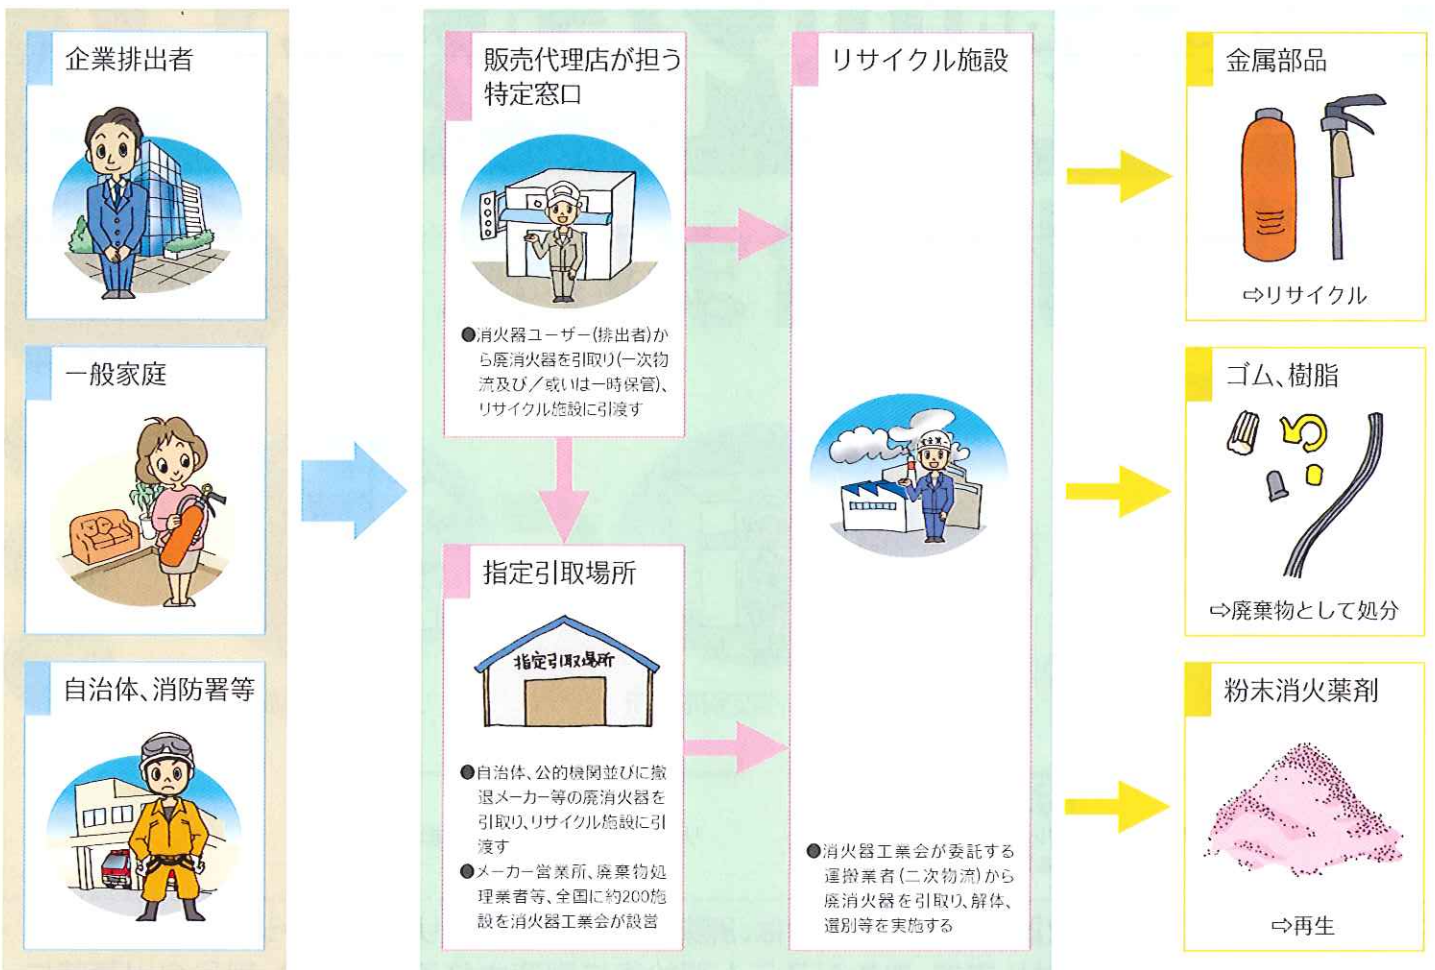 企業排出者
一般家庭
自治体、消防署等
販売代理店が担う
特定窓口
●消火器ユーザー(排出者)か
ら廃消火器を引取り(一次物
流及び／或いは一時保管)、
リサイクル施設に引渡す
指定引取場所
指定引取場所
●自治体、公的機関並びに撤
退メーカー等の廃消火器を
引取り、リサイクル施設に引
渡す
●メーカー営業所、廃棄物処
理業者等、全国に約200施
設を消火器工業会が設営
リサイクル施設
●消火器工業会が委託する
運搬業者(二次物流)から
廃消火器を引取り、解体、
選別等を実施する
金属部品
⇨リサイクル
ゴム、樹脂
⇨廃棄物として処分
粉末消火薬剤
⇨再生